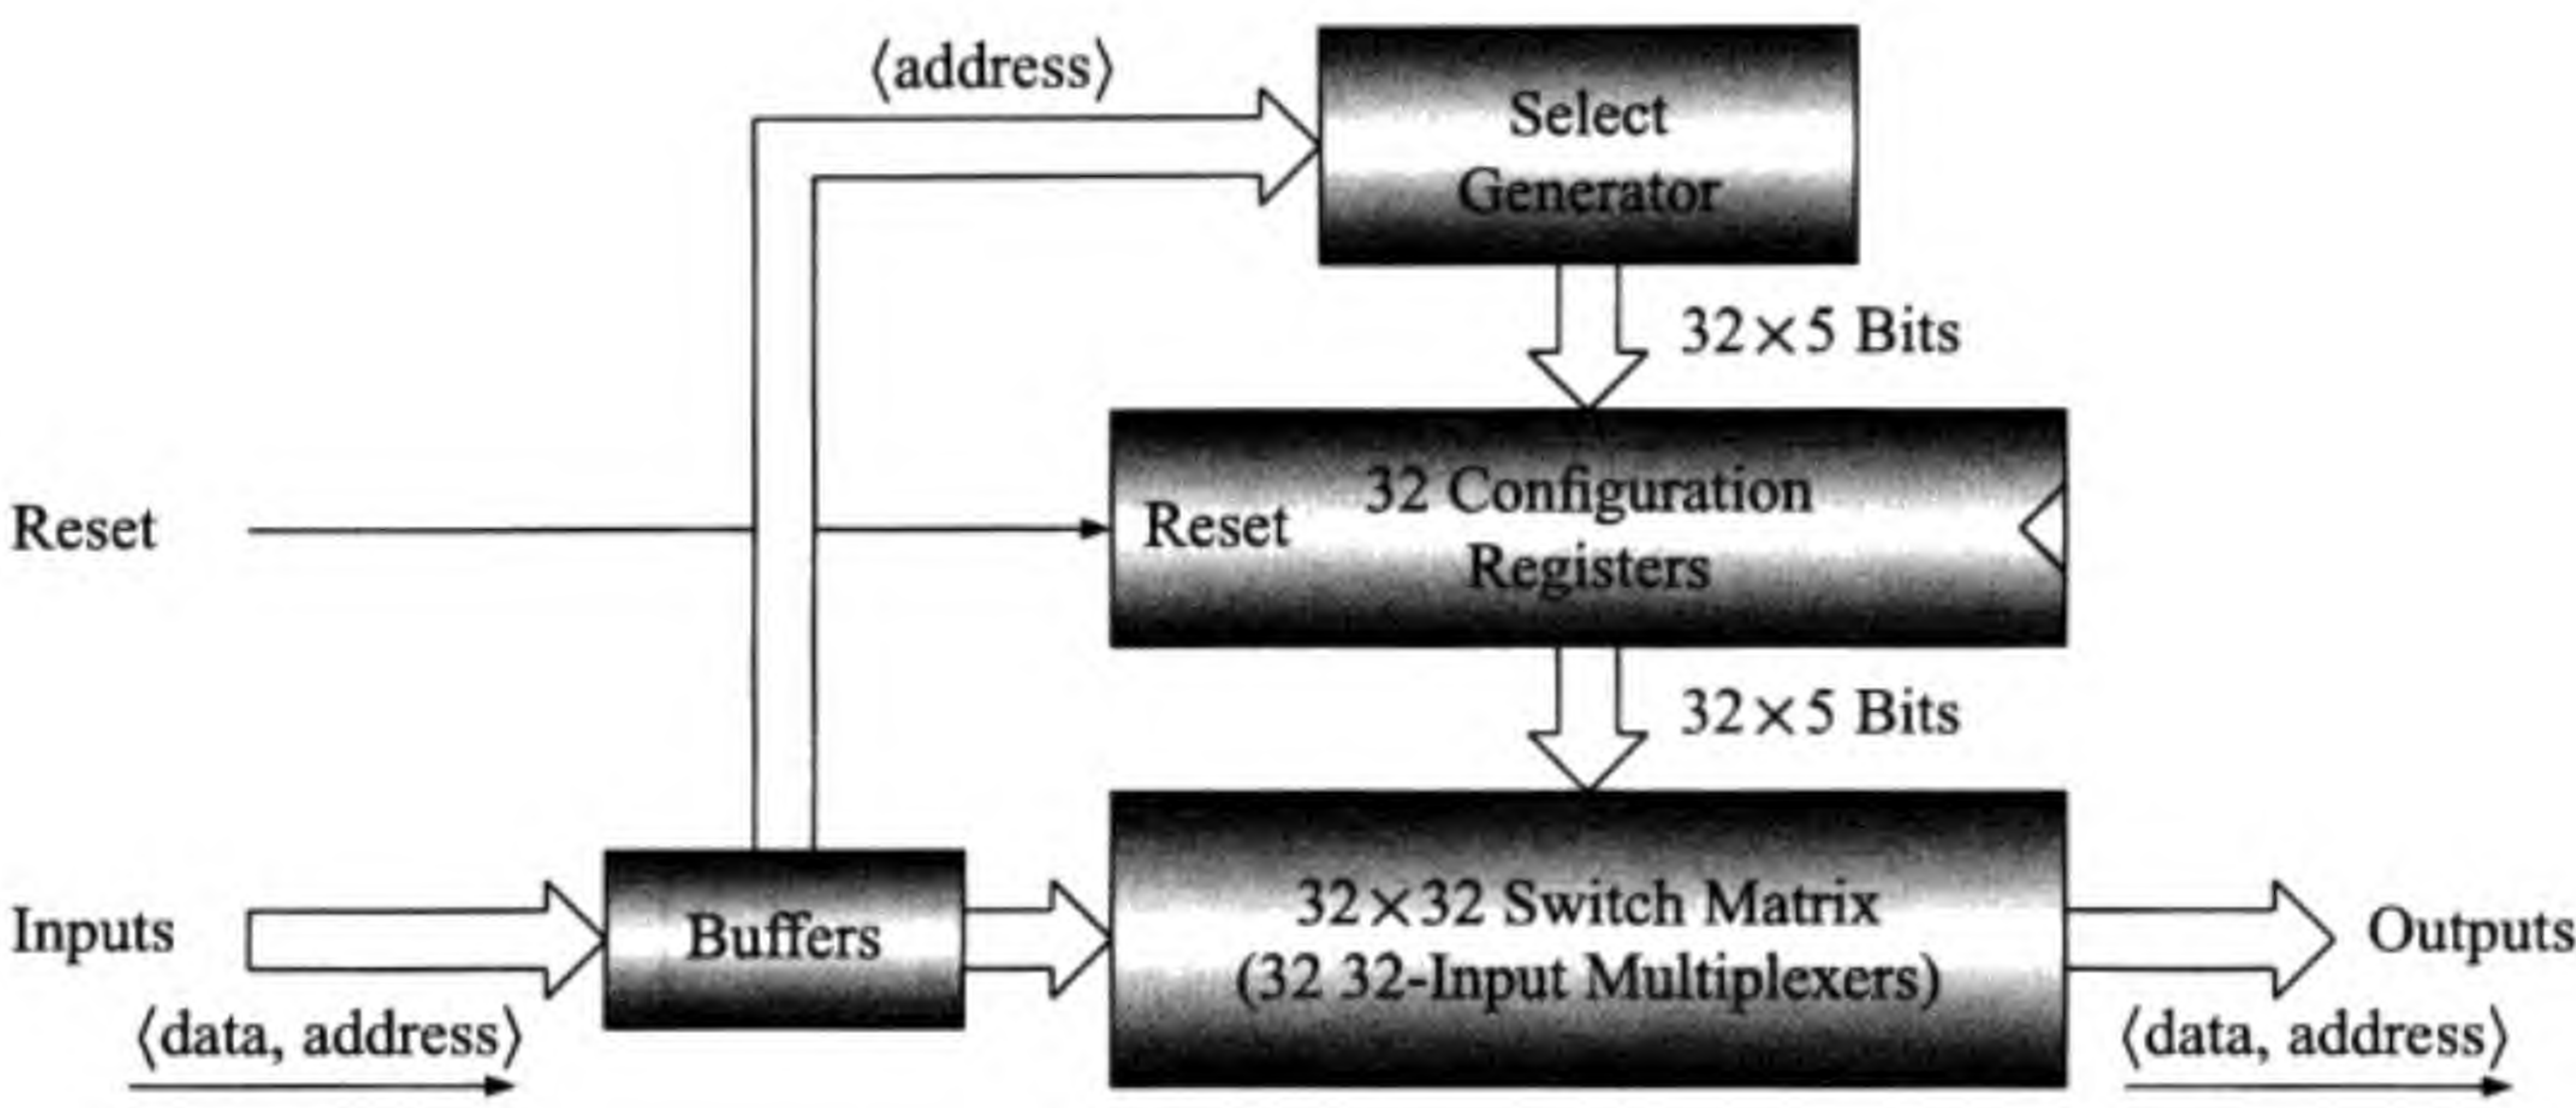 ⟨address⟩
Select
Generator
32×5 Bits
Reset
Reset
32 Configuration
Registers
32×5 Bits
Inputs
Buffers
32×32 Switch Matrix
(32 32-Input Multiplexers)
Outputs
⟨data, address⟩
⟨data, address⟩